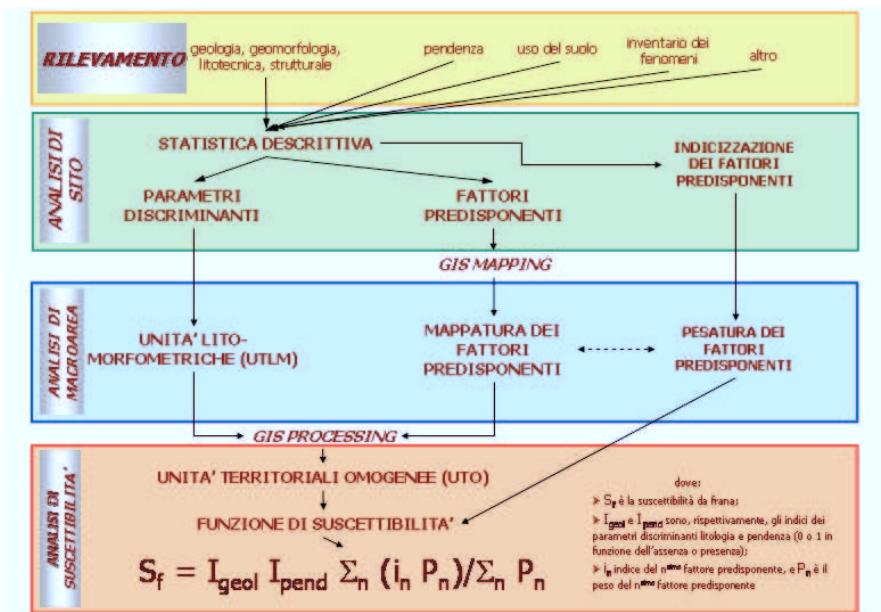 RILEVAMENTO
geologia, geomorfologia,
litotecnica, strutturale
pendenza
uso del suolo
inventario dei
fenomeni
altro
ANALISI DI
SITO
STATISTICA DESCRITTIVA
INDICIZZAZIONE
DEI FATTORI
PREDISPONENTI
PARAMETRI
DISCRIMINANTI
FATTORI
PREDISPONENTI
GIS MAPPING
ANALISI DI
MACROAREA
UNITA' LITO-
MORFOMETRICHE (UTLM)
MAPPATURA DEI
FATTORI
PREDISPONENTI
PESATURA DEI
FATTORI
PREDISPONENTI
GIS PROCESSING
ANALISI DI
SUSCETTIBILITA'
UNITA' TERRITORIALI OMOGENEE (UTO)
FUNZIONE DI SUSCETTIBILITA'
Sf = Igeol Ipend Σn (in Pn)/Σn Pn
dove:
➤ Sf è la suscettibilità da frana;
➤ Igeol e Ipend sono, rispettivamente, gli indici dei
parametri discriminanti litologia e pendenza (0 o 1 in
funzione dell'assenza o presenza);
➤ in indice del nesimo fattore predisponente, e Pn è il
peso del nesimo fattore predisponente